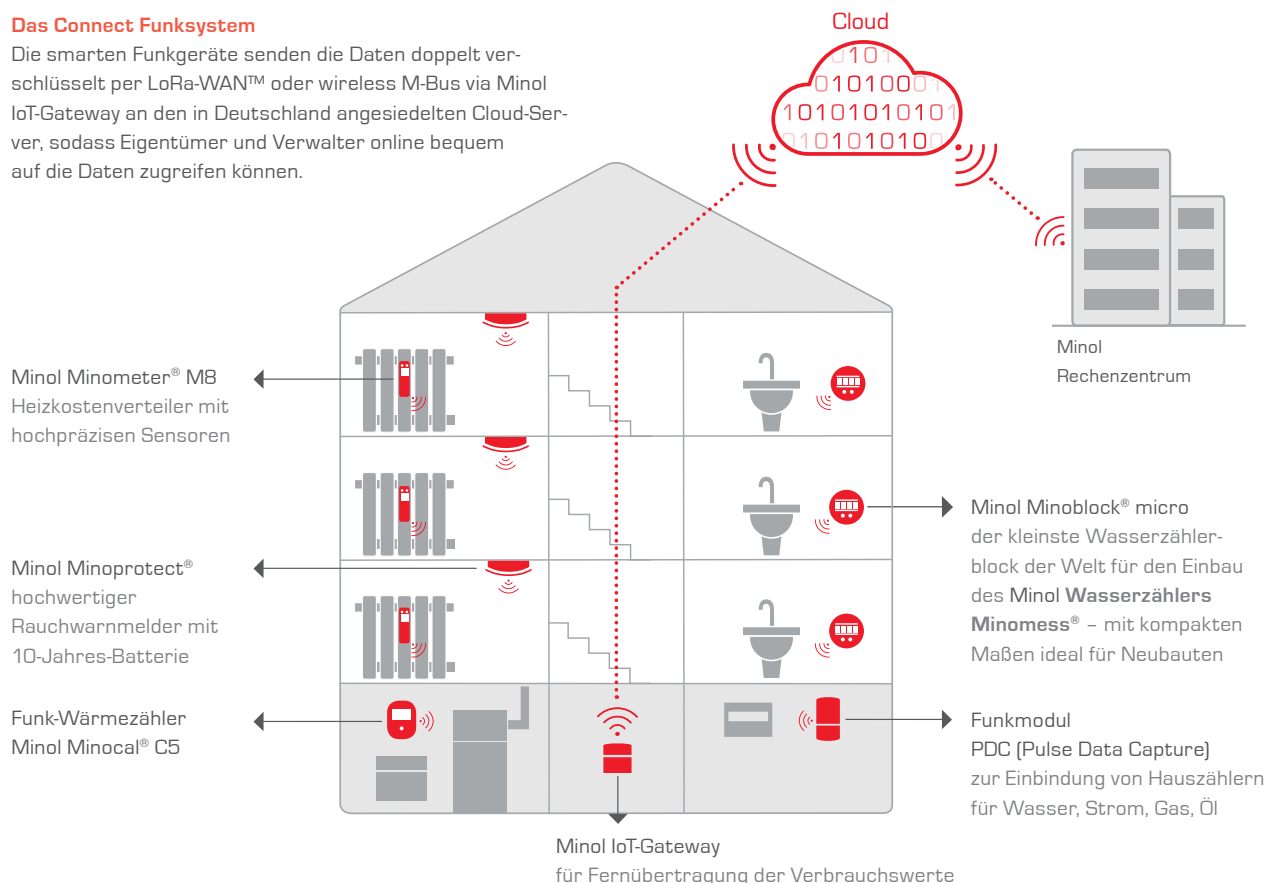 Das Connect Funksystem
Die smarten Funkgeräte senden die Daten doppelt ver-
schlüsselt per LoRa-WAN™ oder wireless M-Bus via Minol
IoT-Gateway an den in Deutschland angesiedelten Cloud-Ser-
ver, sodass Eigentümer und Verwalter online bequem
auf die Daten zugreifen können.
Cloud
0101
0101001
10101010101
0101010100
Minol
Rechenzentrum
Minol Minometer® M8
Heizkostenverteiler mit
hochpräzisen Sensoren
Minol Minoprotect®
hochwertiger
Rauchwarnmelder mit
10-Jahres-Batterie
Funk-Wärmezähler
Minol Minocal® C5
Minol Minoblock® micro
der kleinste Wasserzähler-
block der Welt für den Einbau
des Minol Wasserzählers
Minomess® – mit kompakten
Maßen ideal für Neubauten
Funkmodul
PDC (Pulse Data Capture)
zur Einbindung von Hauszählern
für Wasser, Strom, Gas, Öl
Minol IoT-Gateway
für Fernübertragung der Verbrauchswerte